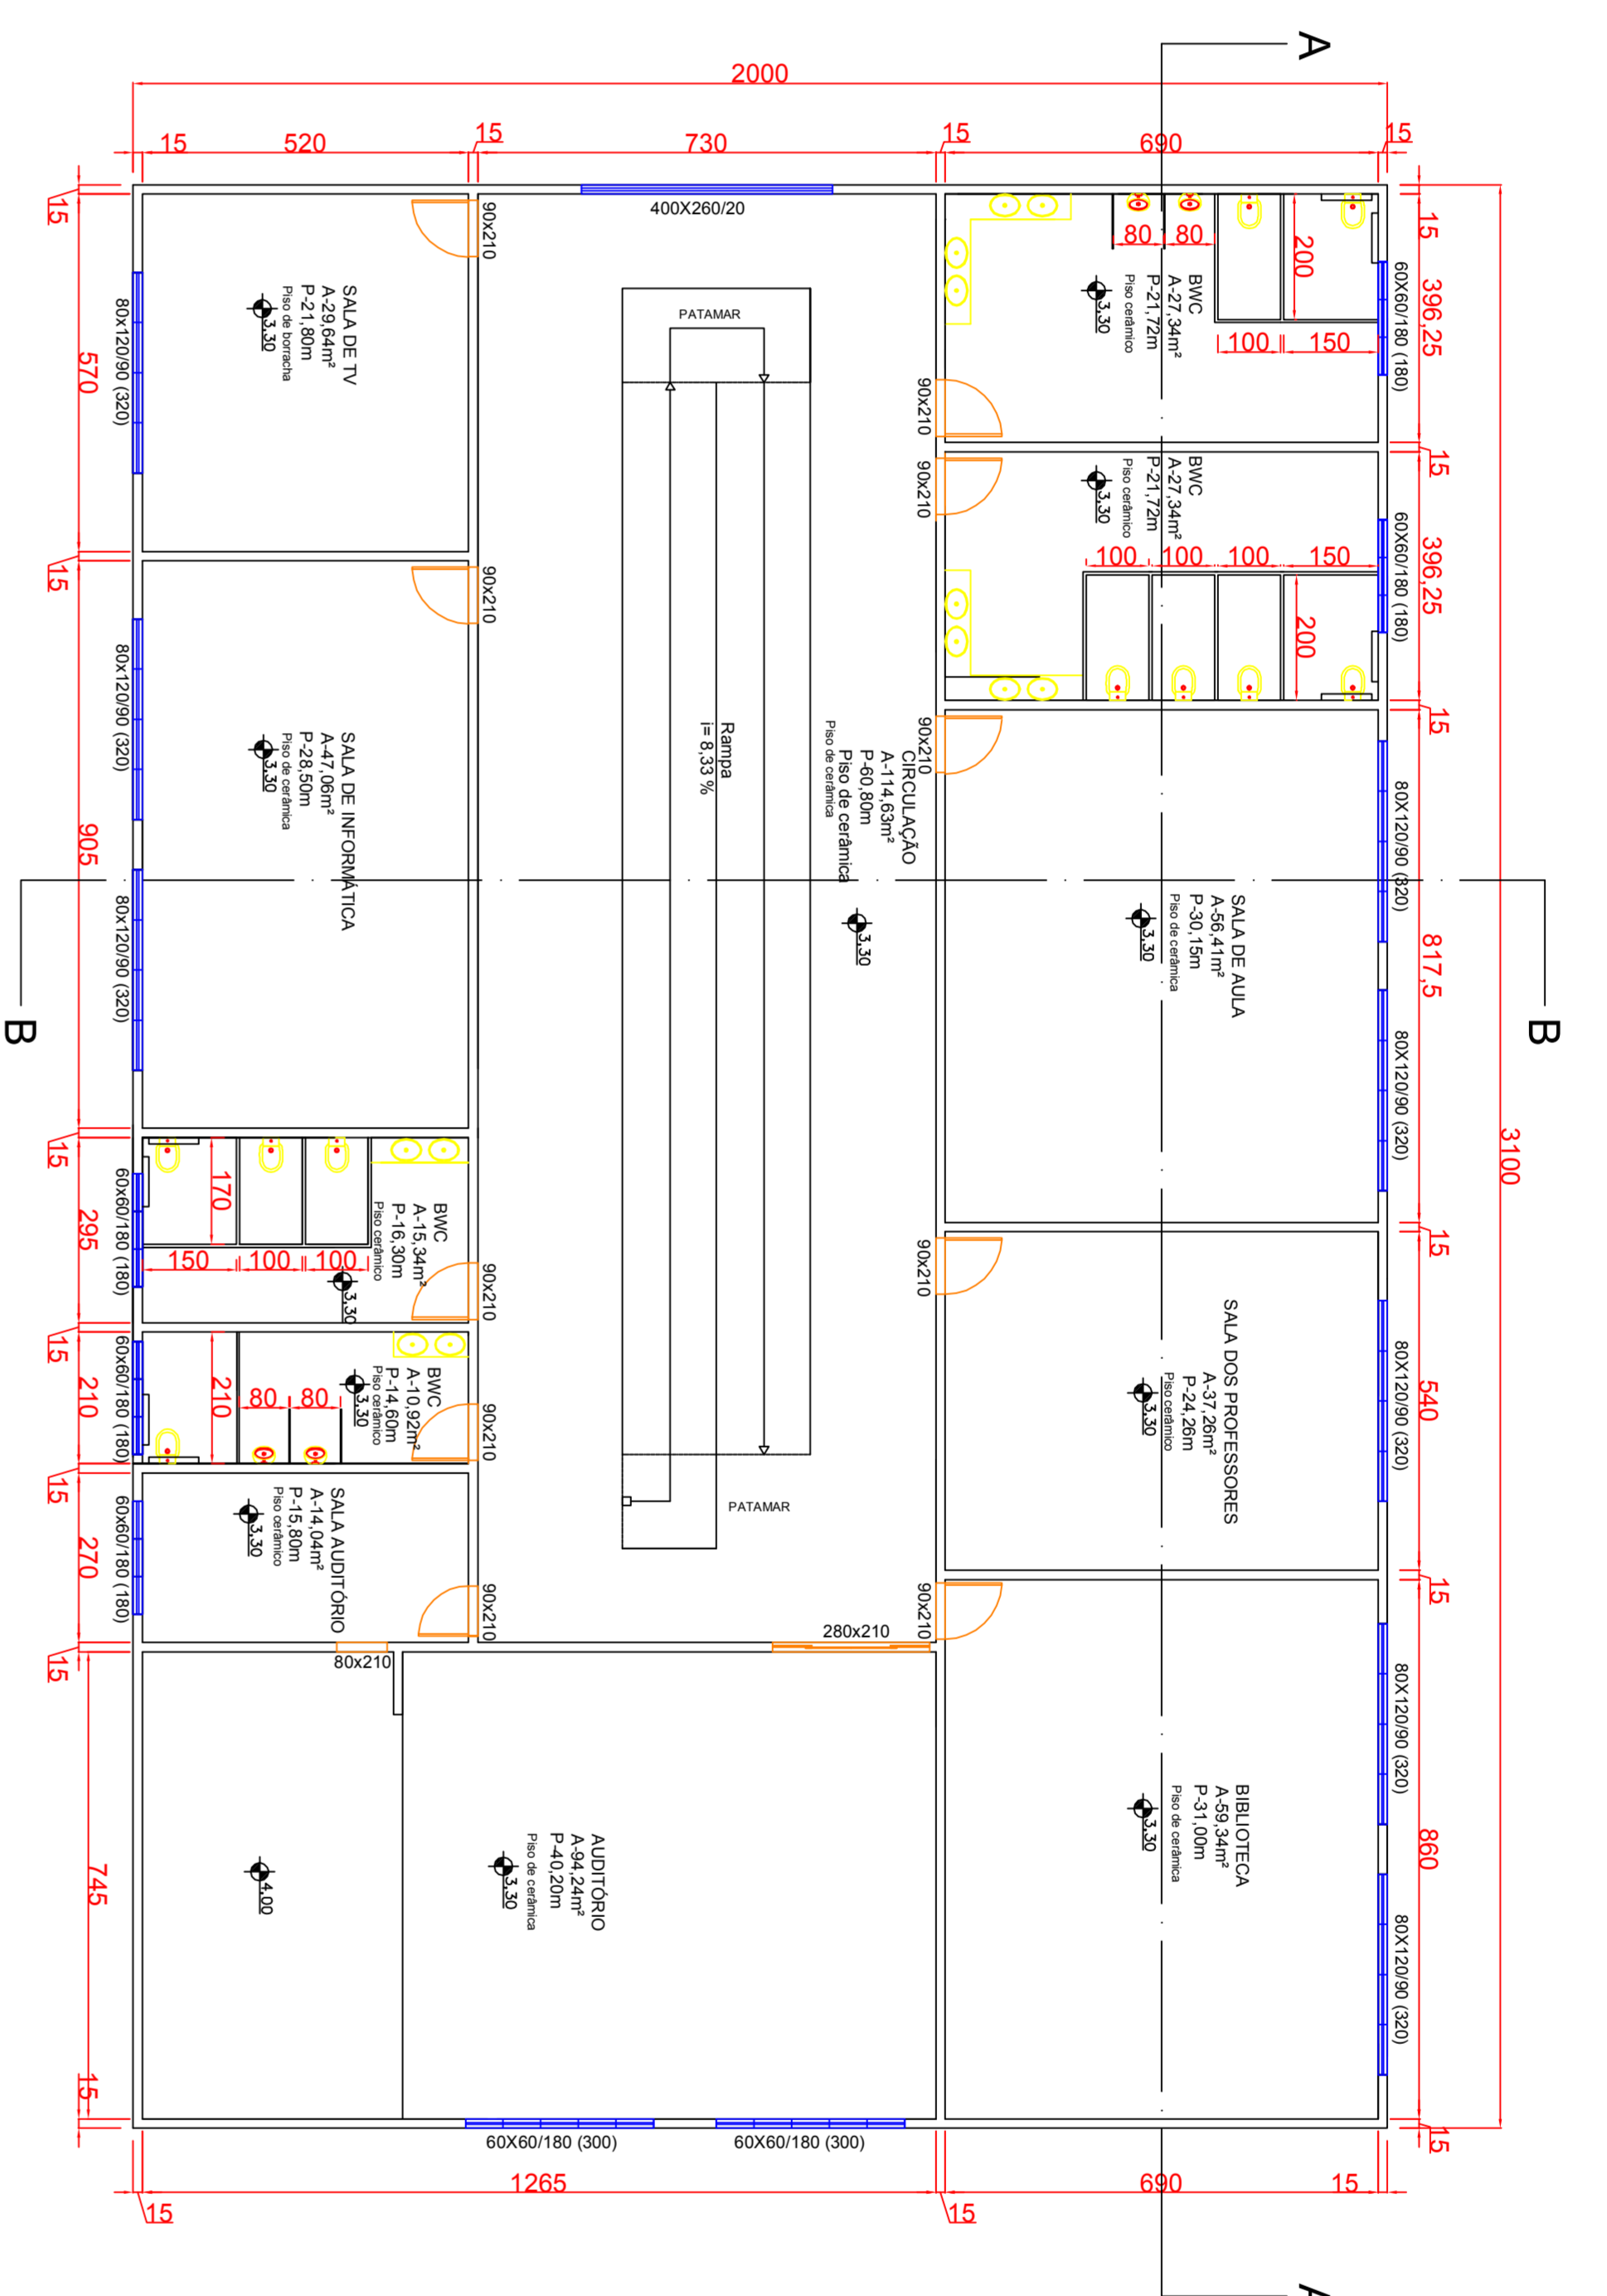 A
2000
15
520
15
730
15
690
15
15
570
15
905
15
295
15
210
15
270
15
745
15
15
396,25
15
396,25
15
817,5
15
540
15
860
15
3100
400X260/20
90x210
SALA DE TV
A-29,64m²
P-21,80m
Piso de borracha
3,30
80x120/90 (320)
PATAMAR
80
80
200
100
150
60X60/180 (180)
BWC
A-27,34m²
P-21,72m
Piso cerâmico
3,30
90x210
90x210
BWC
A-27,34m²
P-21,72m
Piso cerâmico
3,30
100
100
100
150
200
60X60/180 (180)
90x210
SALA DE INFORMÁTICA
A-47,06m²
P-28,50m
Piso de cerâmica
3,30
80x120/90 (320)
80x120/90 (320)
Rampa
i= 8,33 %
CIRCULAÇÃO
A-114,63m²
P-60,80m
Piso de cerâmica
Piso de cerâmica
3,30
90x210
SALA DE AULA
A-56,41m²
P-30,15m
Piso de cerâmica
3,30
80X120/90 (320)
80X120/90 (320)
B
B
170
150
100
100
BWC
A-15,34m²
P-16,30m
Piso cerâmico
3,30
90x210
60x60/180 (180)
90x210
SALA DOS PROFESSORES
A-37,26m²
P-24,26m
Piso cerâmico
3,30
80X120/90 (320)
210
80
80
BWC
A-10,92m²
P-14,60m
Piso cerâmico
3,30
90x210
60x60/180 (180)
PATAMAR
SALA AUDITÓRIO
A-14,04m²
P-15,80m
Piso cerâmico
3,30
90x210
60x60/180 (180)
80x210
280x210
90x210
BIBLIOTECA
A-59,34m²
P-31,00m
Piso de cerâmica
3,30
80X120/90 (320)
80X120/90 (320)
AUDITÓRIO
A-94,24m²
P-40,20m
Piso de cerâmica
3,30
4,00
60X60/180 (300)
60X60/180 (300)
15
1265
15
690
15
A